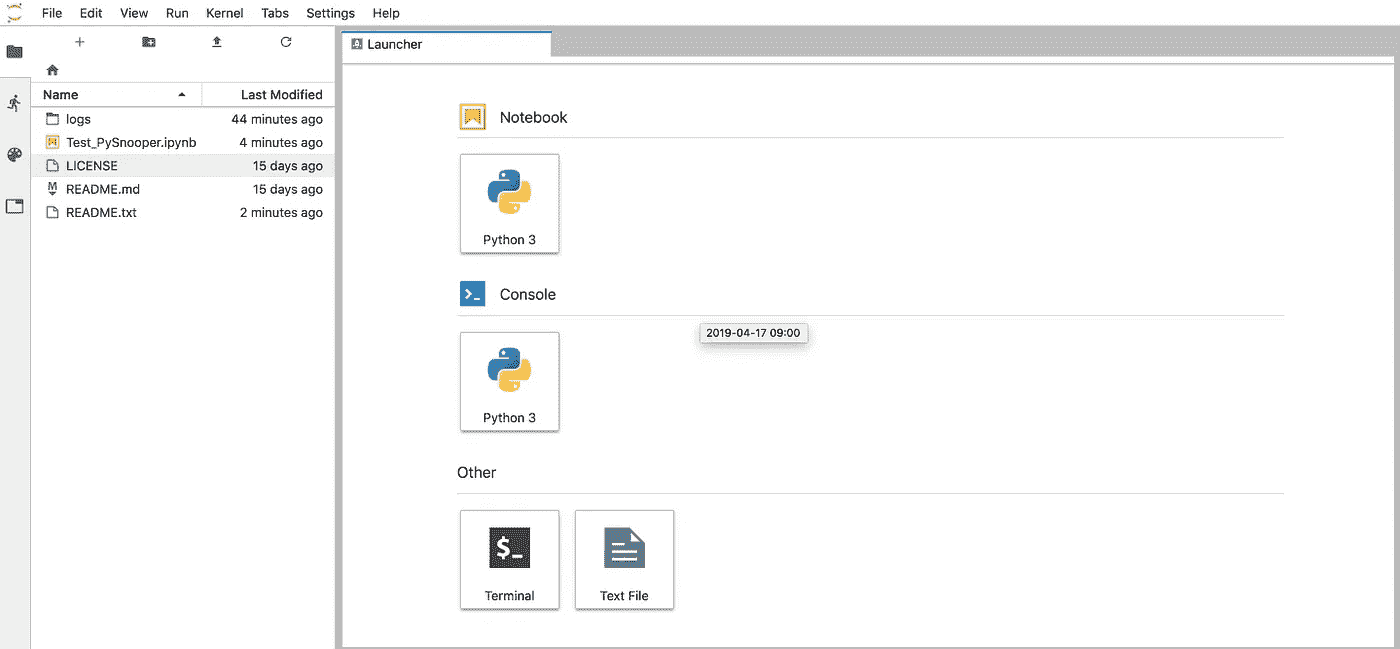 File Edit View Run Kernel Tabs Settings Help
Launcher
Name Last Modified
logs 44 minutes ago
Test_PySnooper.ipynb 4 minutes ago
LICENSE 15 days ago
README.md 15 days ago
README.txt 2 minutes ago
Notebook
Python 3
Console
2019-04-17 09:00
Python 3
Other
$_
Terminal Text File